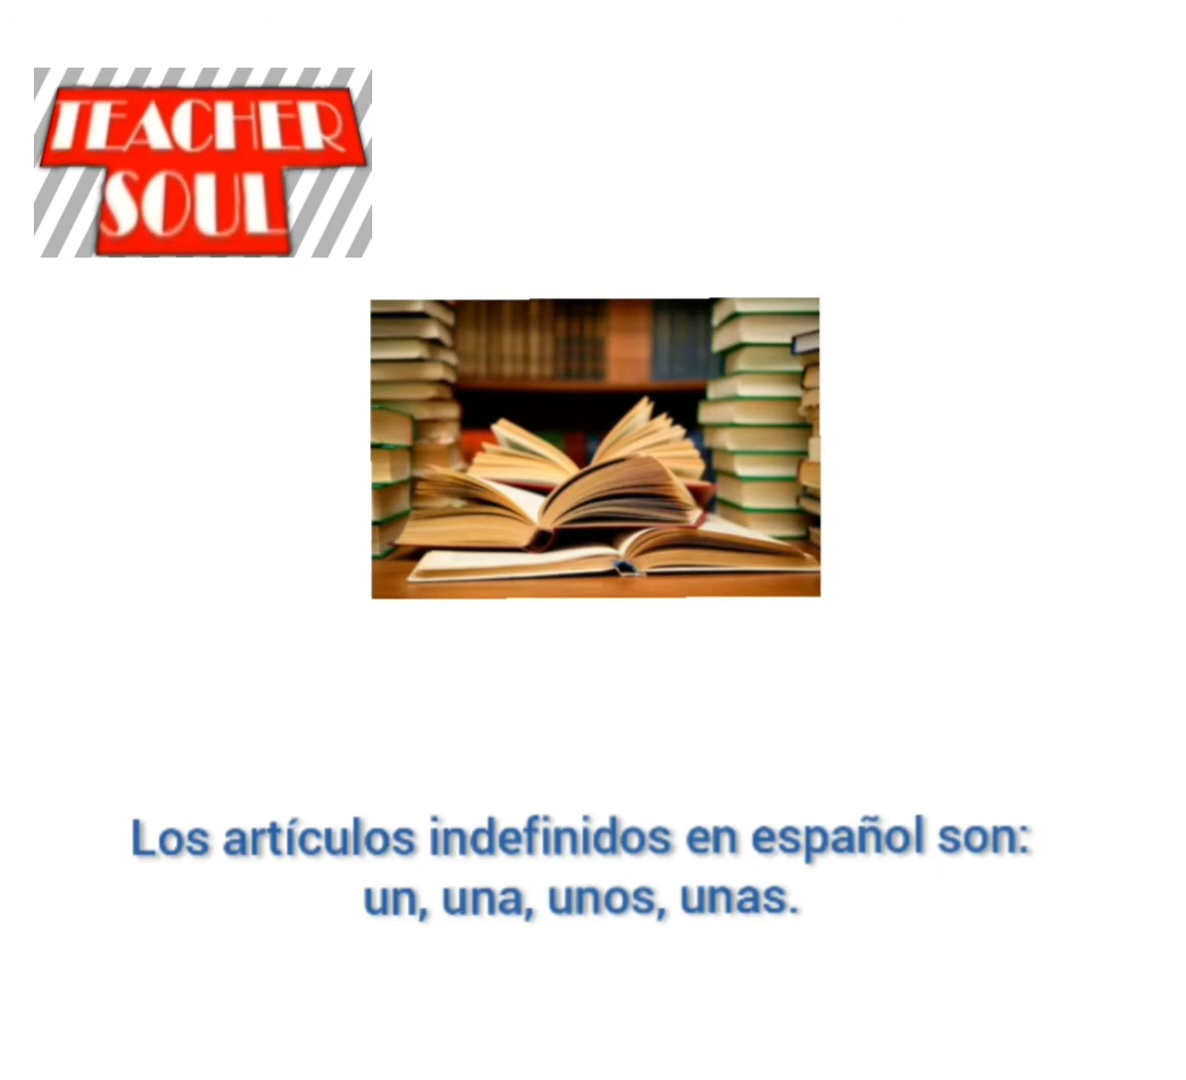 TEACHER
SOUL
Los artículos indefinidos en español son:
un, una, unos, unas.